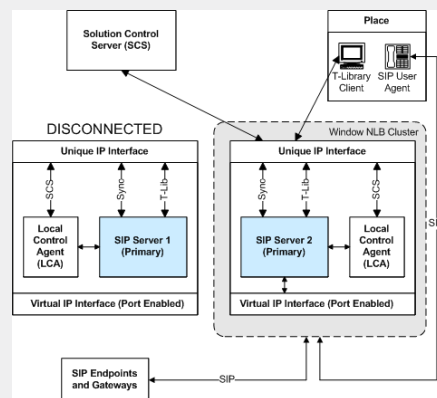 Solution Control
Server (SCS)
Place
T-Library
Client
SIP User
Agent
DISCONNECTED
Window NLB Cluster
Unique IP Interface
Unique IP Interface
SCS
Sync
T-Lib
Sync
T-Lib
SCS
Local
Control
Agent
(LCA)
SIP Server 1
(Primary)
SIP Server 2
(Primary)
Local
Control
Agent
(LCA)
Virtual IP Interface (Port Enabled)
Virtual IP Interface (Port Enabled)
SIP Endpoints
and Gateways
SIP